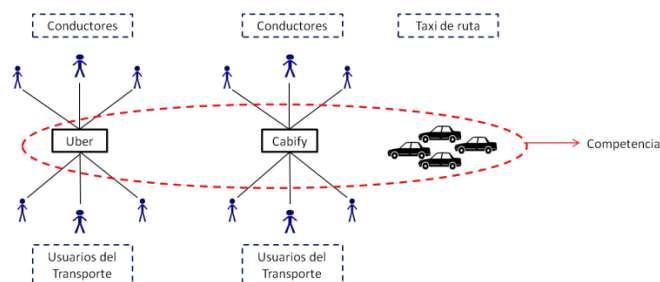 Conductores
Conductores
Taxi de ruta
Uber
Cabify
Competencia
Usuarios del
Transporte
Usuarios del
Transporte